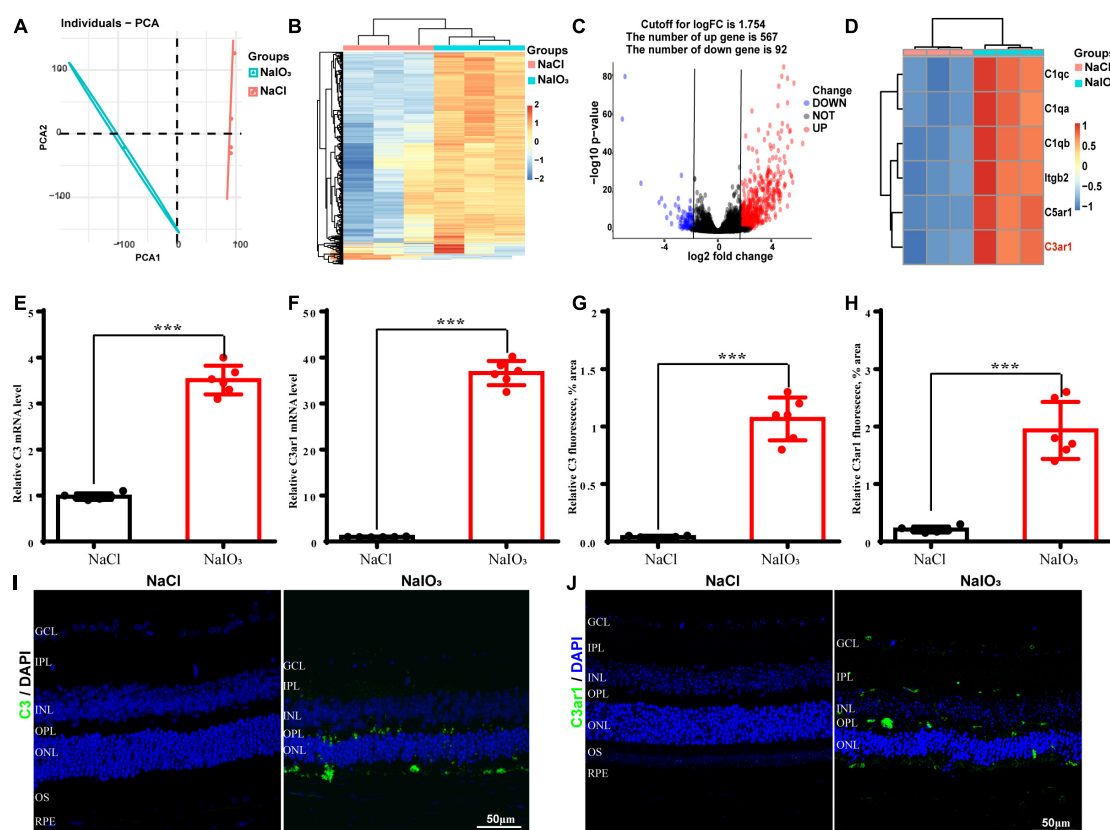 A
Individuals − PCA
Groups
NaIO₃
NaCl
100
0
−100
PCA2
−100
0
100
PCA1
B
Groups
NaCl
NaIO₃
2
1
0
−1
−2
C
Cutoff for logFC is 1.754
The number of up gene is 567
The number of down gene is 92
80
60
40
20
0
−log10 p−value
−4
0
4
log2 fold change
Change
DOWN
NOT
UP
D
Groups
NaCl
NaIO
C1qc
C1qa
C1qb
Itgb2
C5ar1
C3ar1
1
0.5
0
−0.5
−1
E
Relative C3 mRNA level
5
4
3
2
1
0
***
NaCl
NaIO₃
F
Relative C3ar1 mRNA level
50
40
30
20
10
0
***
NaCl
NaIO₃
G
Relative C3 fluorescece, % area
2
1.5
1
0.5
0.0
***
NaCl
NaIO₃
H
Relative C3ar1 fluorescece, % area
4
3
2
1
0
***
NaCl
NaIO₃
I
NaCl
NaIO₃
C3 / DAPI
GCL
IPL
INL
OPL
ONL
OS
RPE
GCL
IPL
INL
OPL
ONL
50μm
J
NaCl
NaIO₃
C3ar1 / DAPI
GCL
IPL
INL
OPL
ONL
OS
RPE
GCL
IPL
INL
OPL
ONL
50μm